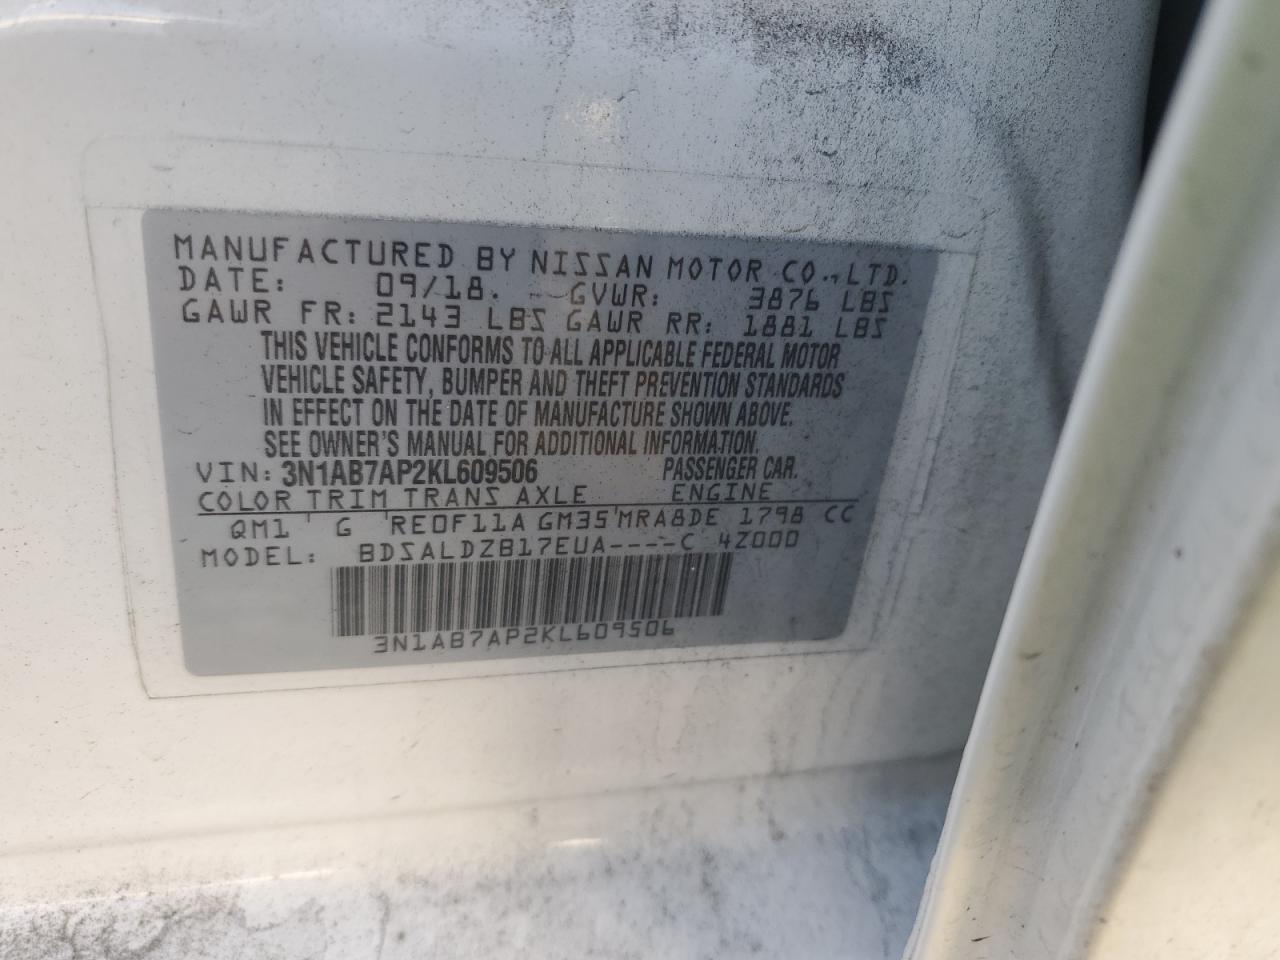 MANUFACTURED BY NISSAN MOTOR CO., LTD.
DATE: 09/18. GVWR: 3876 LBS
GAWR FR: 2143 LBS GAWR RR: 1881 LBS
THIS VEHICLE CONFORMS TO ALL APPLICABLE FEDERAL MOTOR
VEHICLE SAFETY, BUMPER AND THEFT PREVENTION STANDARDS
IN EFFECT ON THE DATE OF MANUFACTURE SHOWN ABOVE.
SEE OWNER'S MANUAL FOR ADDITIONAL INFORMATION.
VIN: 3N1AB7AP2KL609506 PASSENGER CAR.
COLOR TRIM TRANS AXLE ENGINE
QM1 G RE0F11A GM35 MRA8DE 1798 CC
MODEL: BDSALDZB17EUA----C 4Z000
3N1AB7AP2KL609506